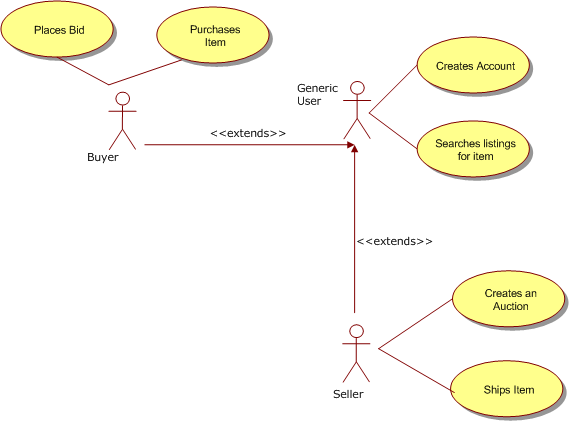 Places Bid
Purchases
Item
Generic
User
Creates Account
<<extends>>
Buyer
Searches listings
for item
<<extends>>
Creates an
Auction
Seller
Ships Item